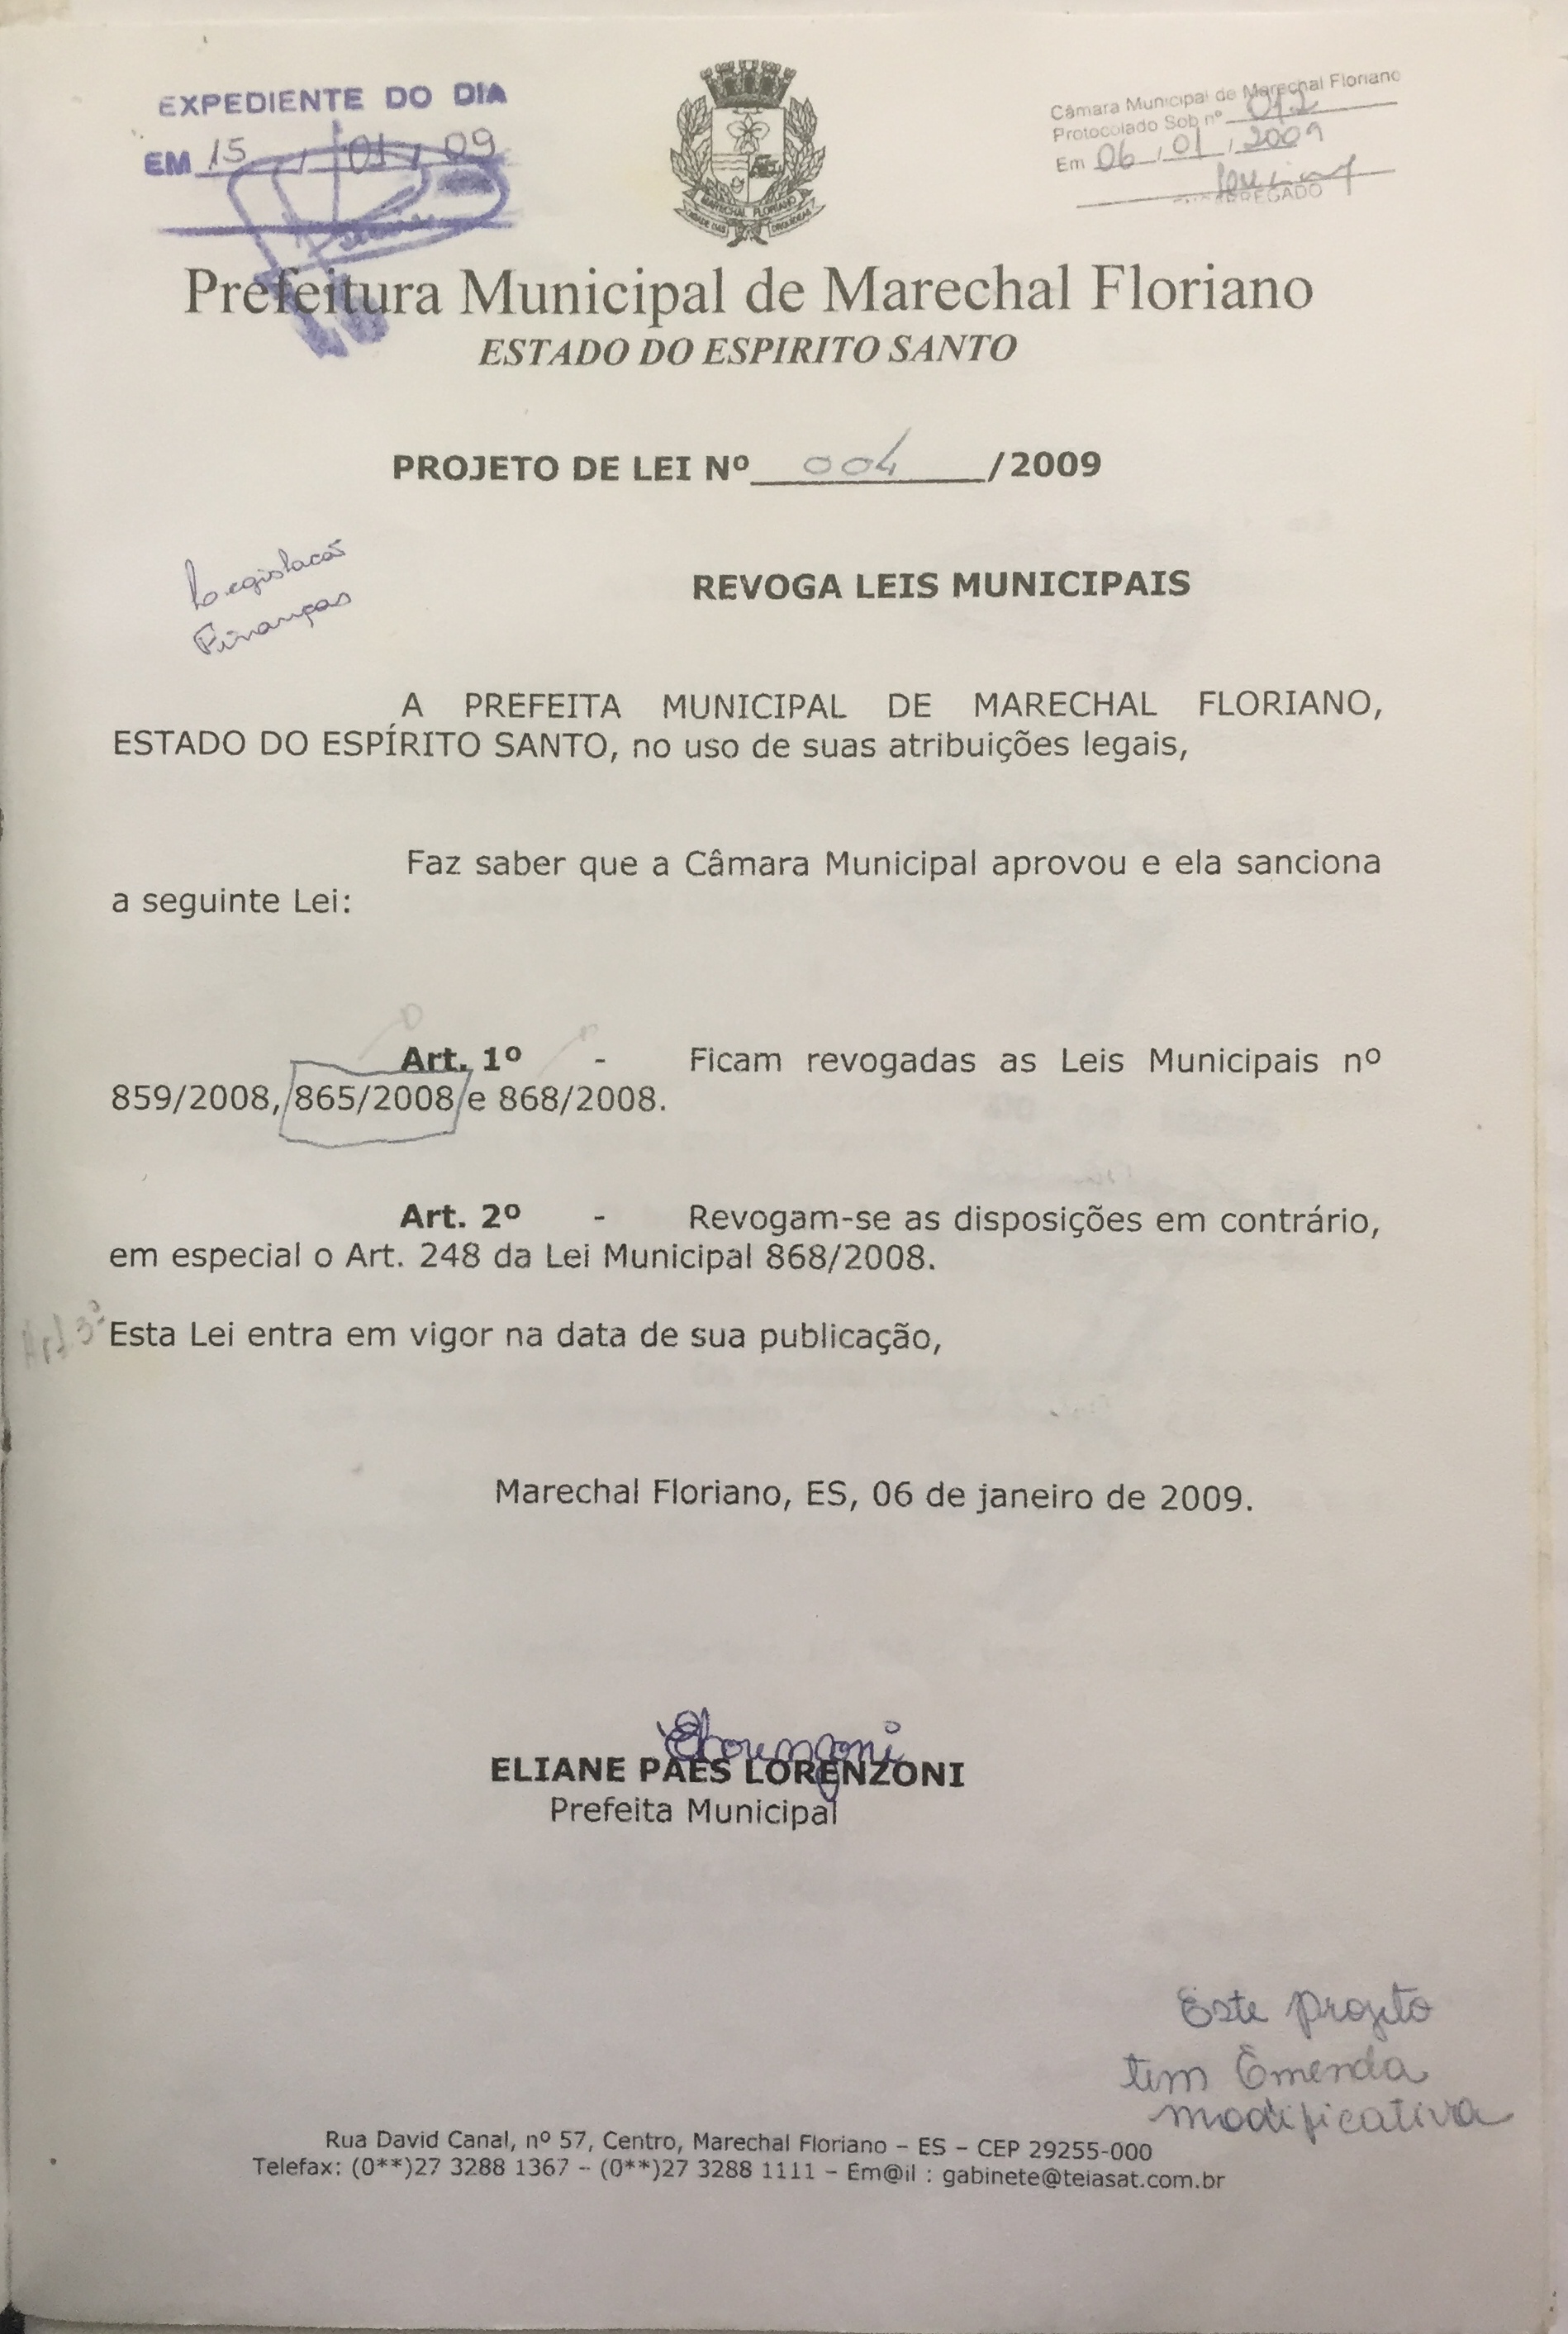 EXPEDIENTE DO DIA
EM 15 / 01 / 09
Câmara Municipal de Marechal Floriano
Protocolado Sob nº 012
Em 06 / 01 / 2009
ENCARREGADO
MARECHAL FLORIANO
CIDADE DAS ORQUÍDEAS
Prefeitura Municipal de Marechal Floriano
ESTADO DO ESPIRITO SANTO
PROJETO DE LEI Nº 004 /2009
Legislacão
Finanças
REVOGA LEIS MUNICIPAIS
A PREFEITA MUNICIPAL DE MARECHAL FLORIANO,
ESTADO DO ESPÍRITO SANTO, no uso de suas atribuições legais,
Faz saber que a Câmara Municipal aprovou e ela sanciona
a seguinte Lei:
Art. 1º - Ficam revogadas as Leis Municipais nº
859/2008, 865/2008 e 868/2008.
Art. 2º - Revogam-se as disposições em contrário,
em especial o Art. 248 da Lei Municipal 868/2008.
Art. 3º Esta Lei entra em vigor na data de sua publicação,
Marechal Floriano, ES, 06 de janeiro de 2009.
ELorenzoni
ELIANE PAES LORENZONI
Prefeita Municipal
Este projeto
tem Emenda
modificativa
Rua David Canal, nº 57, Centro, Marechal Floriano – ES – CEP 29255-000
Telefax: (0**)27 3288 1367 – (0**)27 3288 1111 – Em@il : gabinete@teiasat.com.br